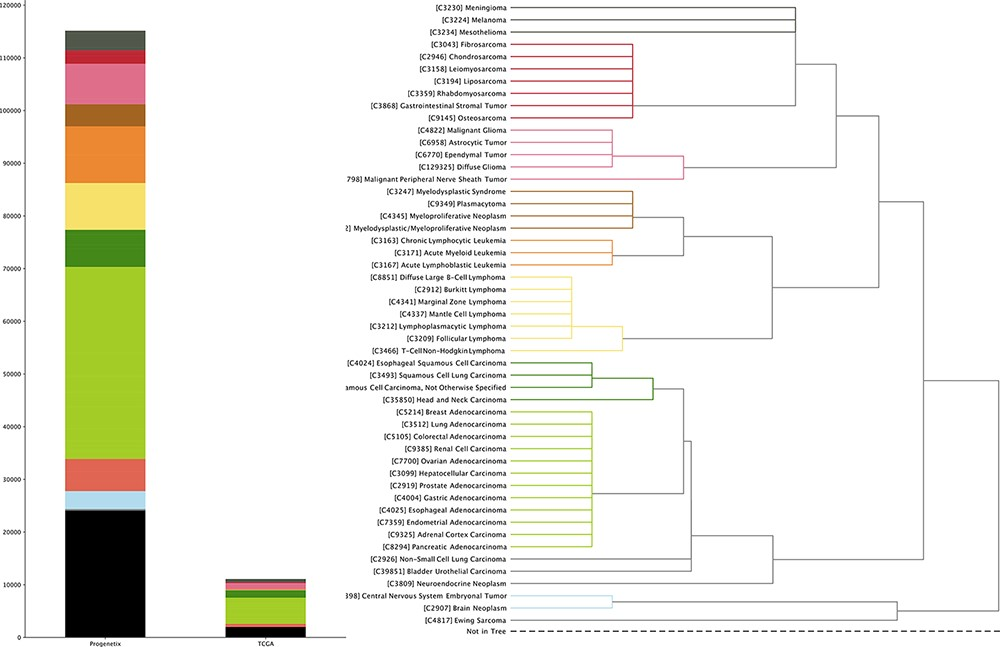 120000
110000
100000
90000
80000
70000
60000
50000
40000
30000
20000
10000
0
Progenetix
TCGA
[C3230] Meningioma
[C3224] Melanoma
[C3234] Mesothelioma
[C3043] Fibrosarcoma
[C2946] Chondrosarcoma
[C3158] Leiomyosarcoma
[C3194] Liposarcoma
[C3359] Rhabdomyosarcoma
[C3868] Gastrointestinal Stromal Tumor
[C9145] Osteosarcoma
[C4822] Malignant Glioma
[C6958] Astrocytic Tumor
[C6770] Ependymal Tumor
[C129325] Diffuse Glioma
798] Malignant Peripheral Nerve Sheath Tumor
[C3247] Myelodysplastic Syndrome
[C9349] Plasmacytoma
[C4345] Myeloproliferative Neoplasm
2] Myelodysplastic/Myeloproliferative Neoplasm
[C3163] Chronic Lymphocytic Leukemia
[C3171] Acute Myeloid Leukemia
[C3167] Acute Lymphoblastic Leukemia
[C8851] Diffuse Large B-Cell Lymphoma
[C2912] Burkitt Lymphoma
[C4341] Marginal Zone Lymphoma
[C4337] Mantle Cell Lymphoma
[C3212] Lymphoplasmacytic Lymphoma
[C3209] Follicular Lymphoma
[C3466] T-Cell Non-Hodgkin Lymphoma
[C4024] Esophageal Squamous Cell Carcinoma
[C3493] Squamous Cell Lung Carcinoma
amous Cell Carcinoma, Not Otherwise Specified
[C35850] Head and Neck Carcinoma
[C5214] Breast Adenocarcinoma
[C3512] Lung Adenocarcinoma
[C5105] Colorectal Adenocarcinoma
[C9385] Renal Cell Carcinoma
[C7700] Ovarian Adenocarcinoma
[C3099] Hepatocellular Carcinoma
[C2919] Prostate Adenocarcinoma
[C4004] Gastric Adenocarcinoma
[C4025] Esophageal Adenocarcinoma
[C7359] Endometrial Adenocarcinoma
[C9325] Adrenal Cortex Carcinoma
[C8294] Pancreatic Adenocarcinoma
[C2926] Non-Small Cell Lung Carcinoma
[C39851] Bladder Urothelial Carcinoma
[C3809] Neuroendocrine Neoplasm
398] Central Nervous System Embryonal Tumor
[C2907] Brain Neoplasm
[C4817] Ewing Sarcoma
Not in Tree